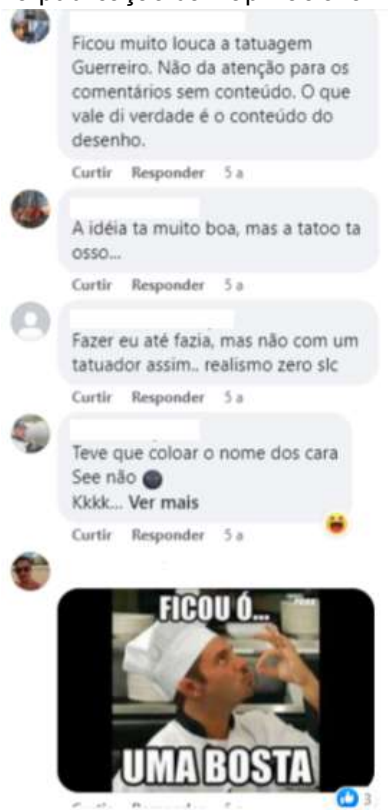 Ficou muito louca a tatuagem
Guerreiro. Não da atenção para os
comentários sem conteúdo. O que
vale di verdade é o conteúdo do
desenho.
Curtir Responder 5 a
A idéia ta muito boa, mas a tatoo ta
osso...
Curtir Responder 5 a
Fazer eu até fazia, mas não com um
tatuador assim.. realismo zero slc
Curtir Responder 5 a
Teve que coloar o nome dos cara
See não
Kkkk... Ver mais
Curtir Responder 5 a
FICOU Ó...
UMA BOSTA
3